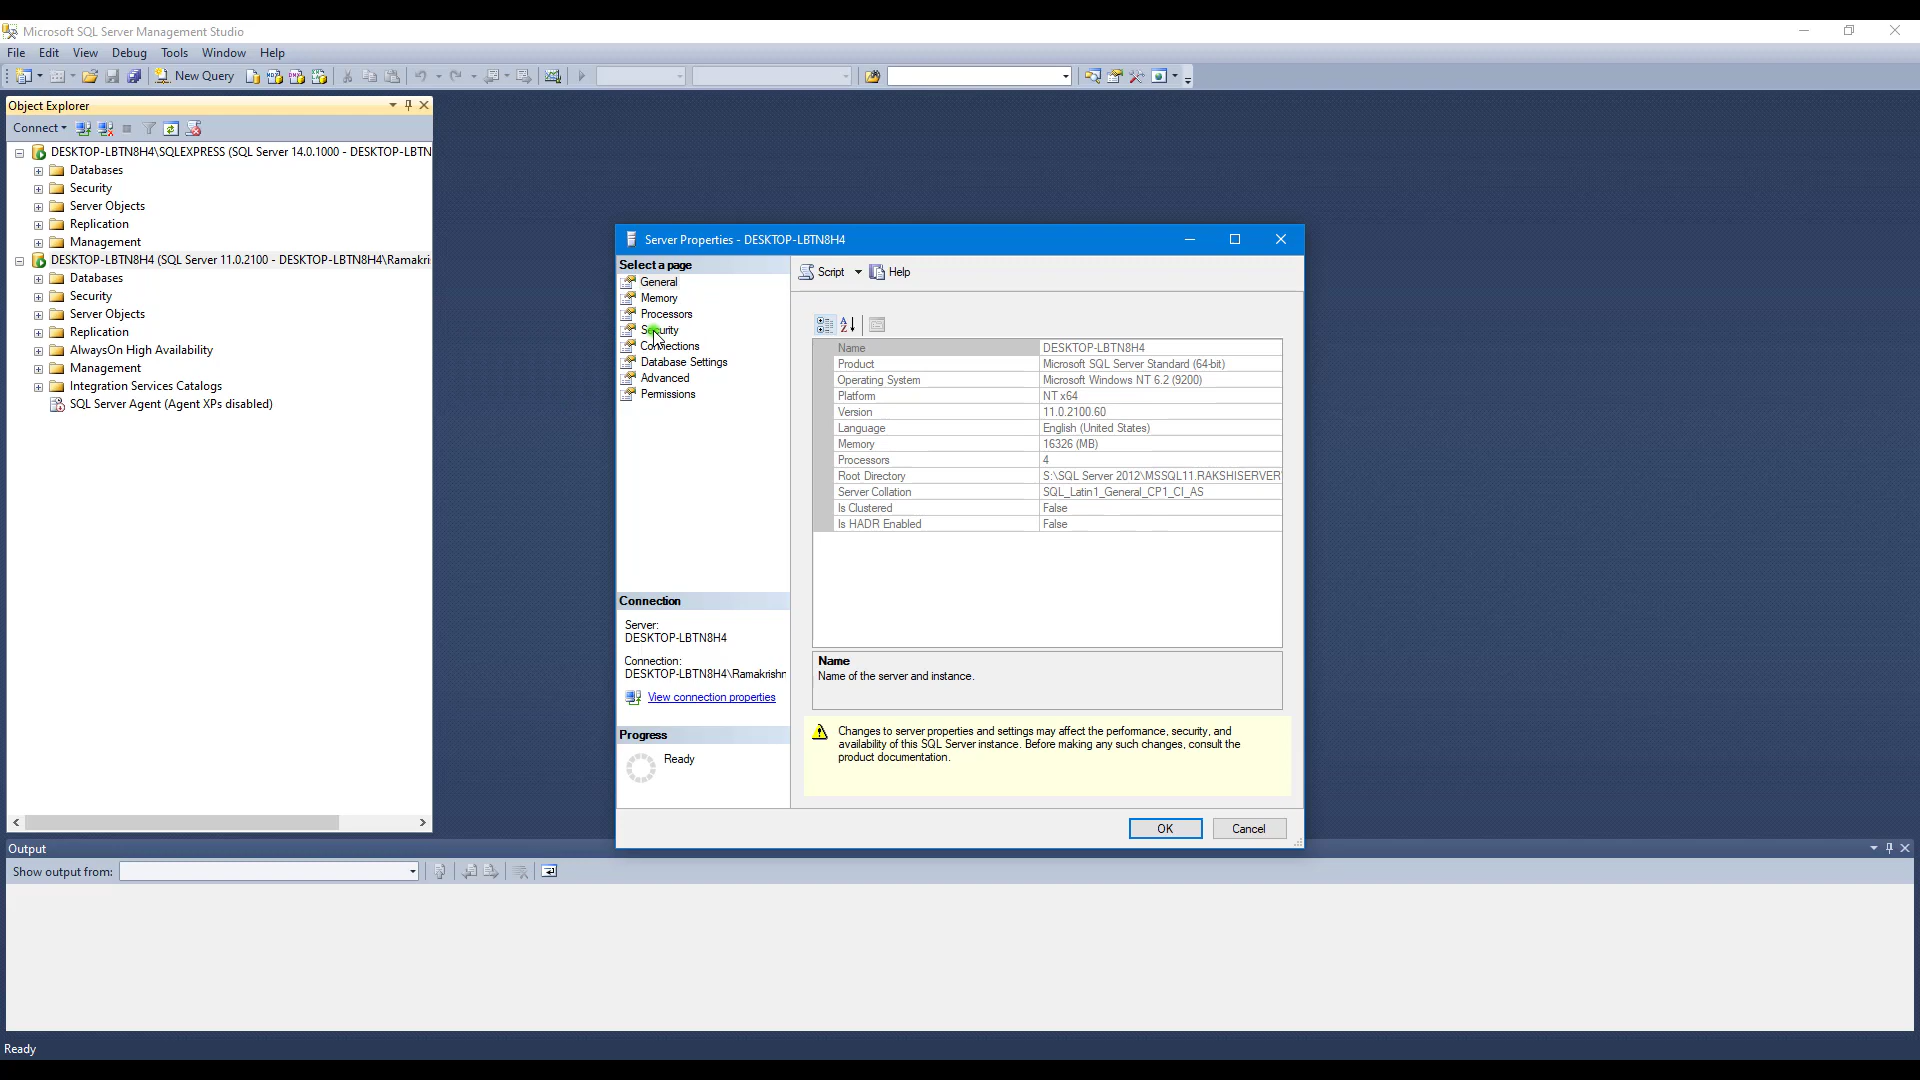 Microsoft SQL Server Management Studio
File Edit View Debug Tools Window Help
New Query
Object Explorer
Connect
DESKTOP-LBTN8H4\SQLEXPRESS (SQL Server 14.0.1000 - DESKTOP-LBTN
Databases
Security
Server Objects
Replication
Management
DESKTOP-LBTN8H4 (SQL Server 11.0.2100 - DESKTOP-LBTN8H4\Ramakri
Databases
Security
Server Objects
Replication
AlwaysOn High Availability
Management
Integration Services Catalogs
SQL Server Agent (Agent XPs disabled)
Server Properties - DESKTOP-LBTN8H4
Select a page
General
Memory
Processors
Security
Connections
Database Settings
Advanced
Permissions
Connection
Server:
DESKTOP-LBTN8H4
Connection:
DESKTOP-LBTN8H4\Ramakrishn
View connection properties
Progress
Ready
Script Help
Name DESKTOP-LBTN8H4
Product Microsoft SQL Server Standard (64-bit)
Operating System Microsoft Windows NT 6.2 (9200)
Platform NT x64
Version 11.0.2100.60
Language English (United States)
Memory 16326 (MB)
Processors 4
Root Directory S:\SQL Server 2012\MSSQL11.RAKSHISERVER
Server Collation SQL_Latin1_General_CP1_CI_AS
Is Clustered False
Is HADR Enabled False
Name
Name of the server and instance.
Changes to server properties and settings may affect the performance, security, and
availability of this SQL Server instance. Before making any such changes, consult the
product documentation.
OK Cancel
Output
Show output from:
Ready